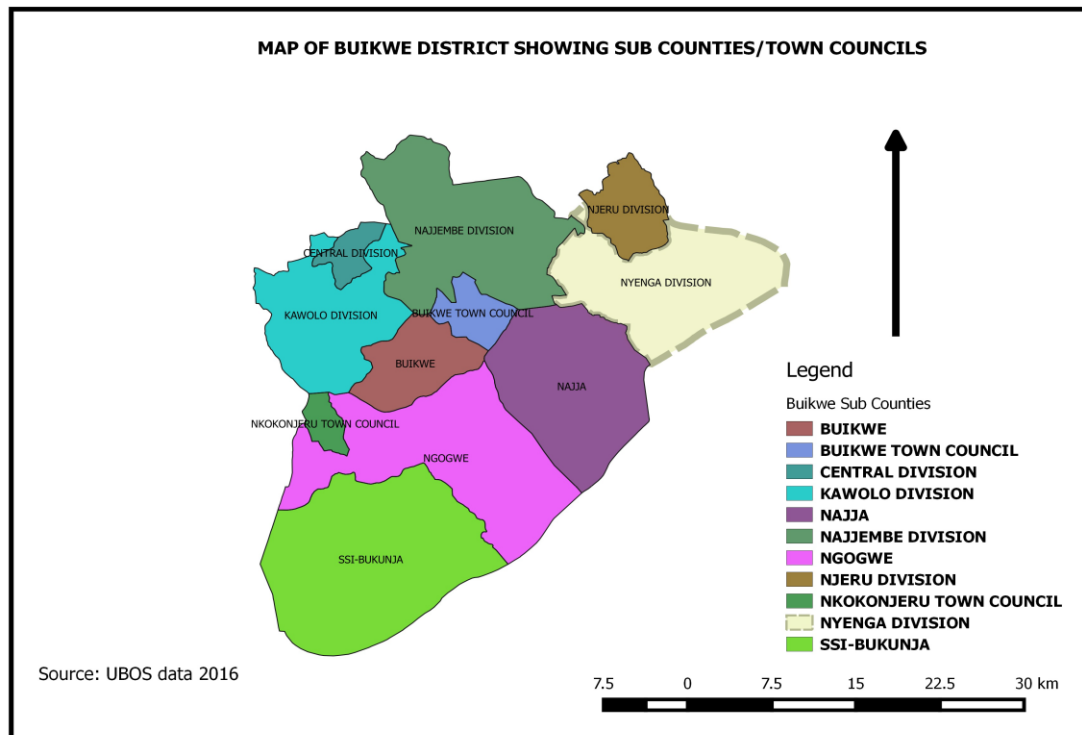 MAP OF BUIKWE DISTRICT SHOWING SUB COUNTIES/TOWN COUNCILS
NJERU DIVISION
NAJJEMBE DIVISION
CENTRAL DIVISION
NYENGA DIVISION
KAWOLO DIVISION
BUIKWE TOWN COUNCIL
BUIKWE
NAJJA
NKOKONJERU TOWN COUNCIL
NGOGWE
SSI-BUKUNJA
Legend
Buikwe Sub Counties
BUIKWE
BUIKWE TOWN COUNCIL
CENTRAL DIVISION
KAWOLO DIVISION
NAJJA
NAJJEMBE DIVISION
NGOGWE
NJERU DIVISION
NKOKONJERU TOWN COUNCIL
NYENGA DIVISION
SSI-BUKUNJA
Source: UBOS data 2016
7.5 0 7.5 15 22.5 30 km